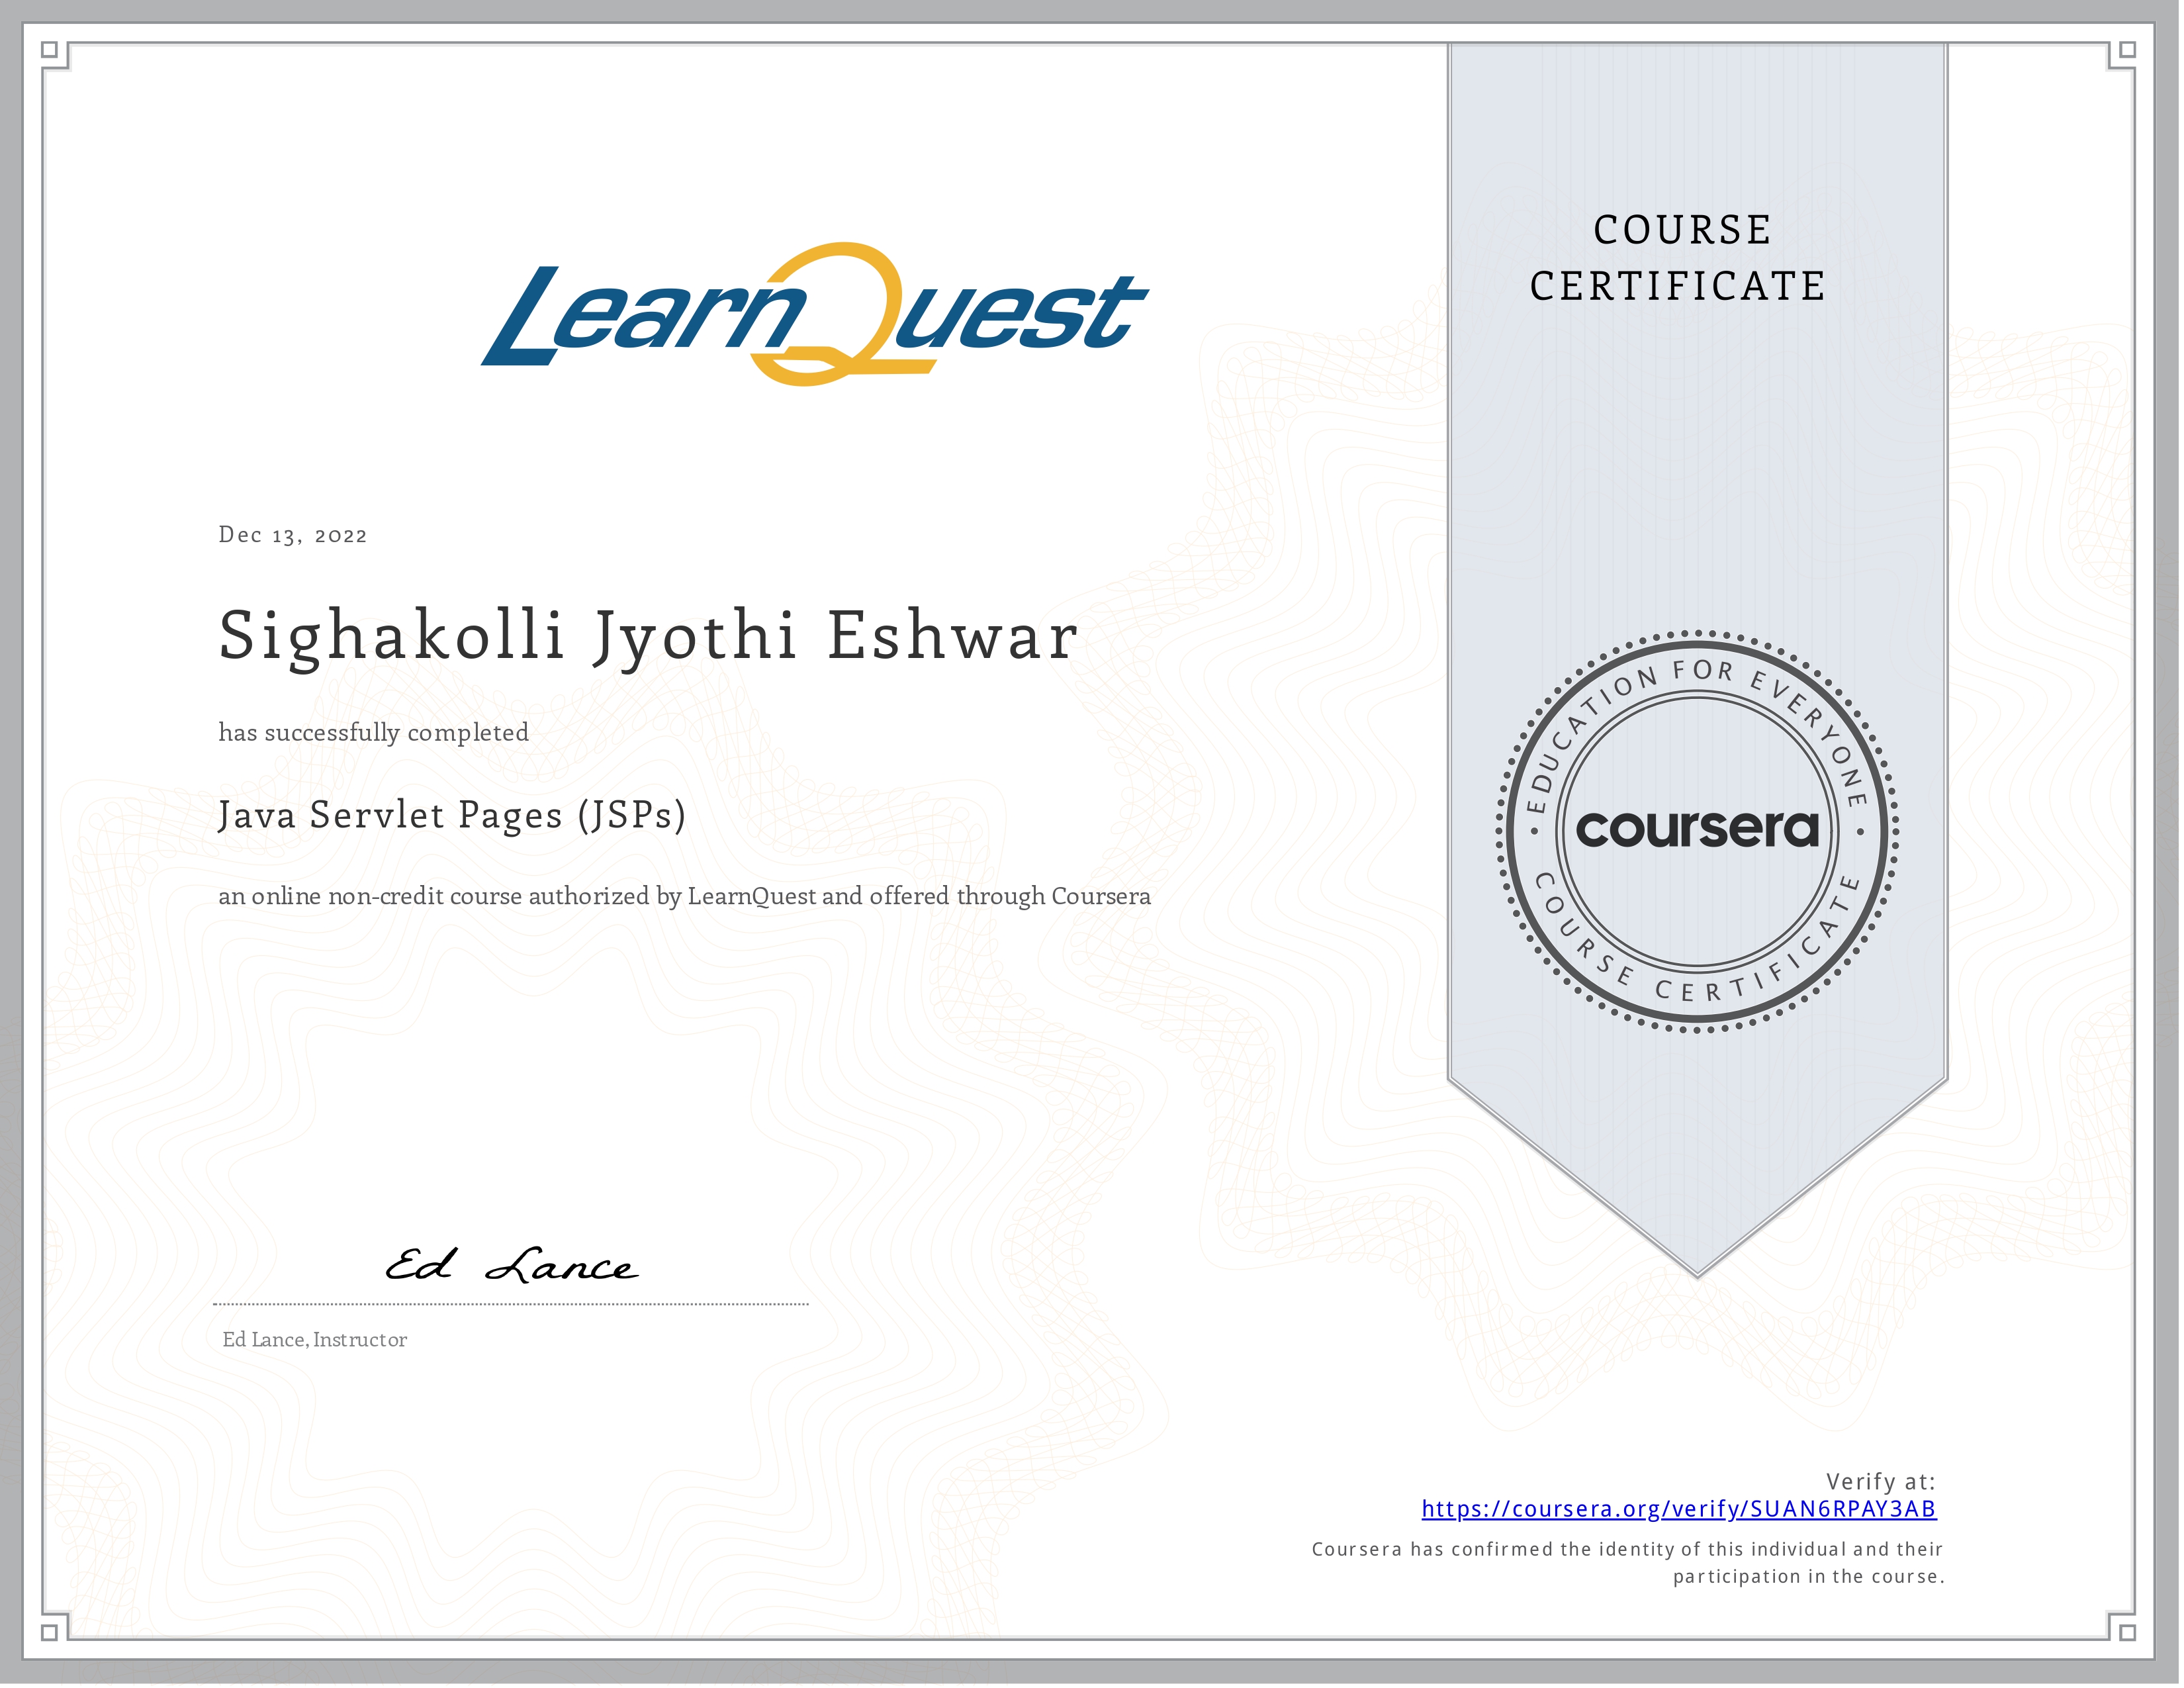 LearnQuest
COURSE
CERTIFICATE
Dec 13, 2022
Sighakolli Jyothi Eshwar
has successfully completed
Java Servlet Pages (JSPs)
an online non-credit course authorized by LearnQuest and offered through Coursera
EDUCATION FOR EVERYONE
coursera
COURSE CERTIFICATE
Ed Lance
Ed Lance, Instructor
Verify at:
https://coursera.org/verify/SUAN6RPAY3AB
Coursera has confirmed the identity of this individual and their
participation in the course.